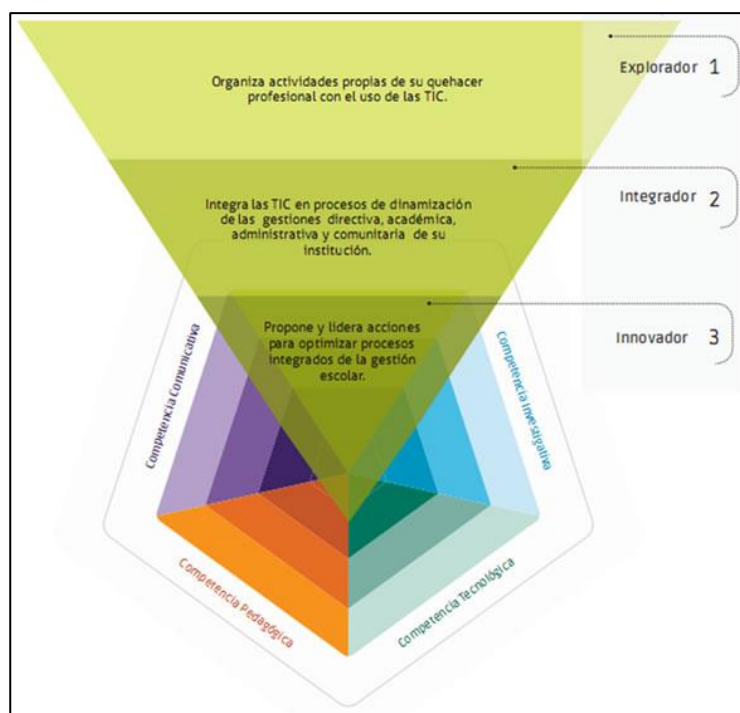 Organiza actividades propias de su quehacer
profesional con el uso de las TIC.
Explorador 1
Integra las TIC en procesos de dinamización
de las gestiones directiva, académica,
administrativa y comunitaria de su
institución.
Integrador 2
Propone y lidera acciones
para optimizar procesos
integrados de la gestión
escolar.
Innovador 3
Competencia Comunicativa
Competencia Investigativa
Competencia Pedagógica
Competencia Tecnológica